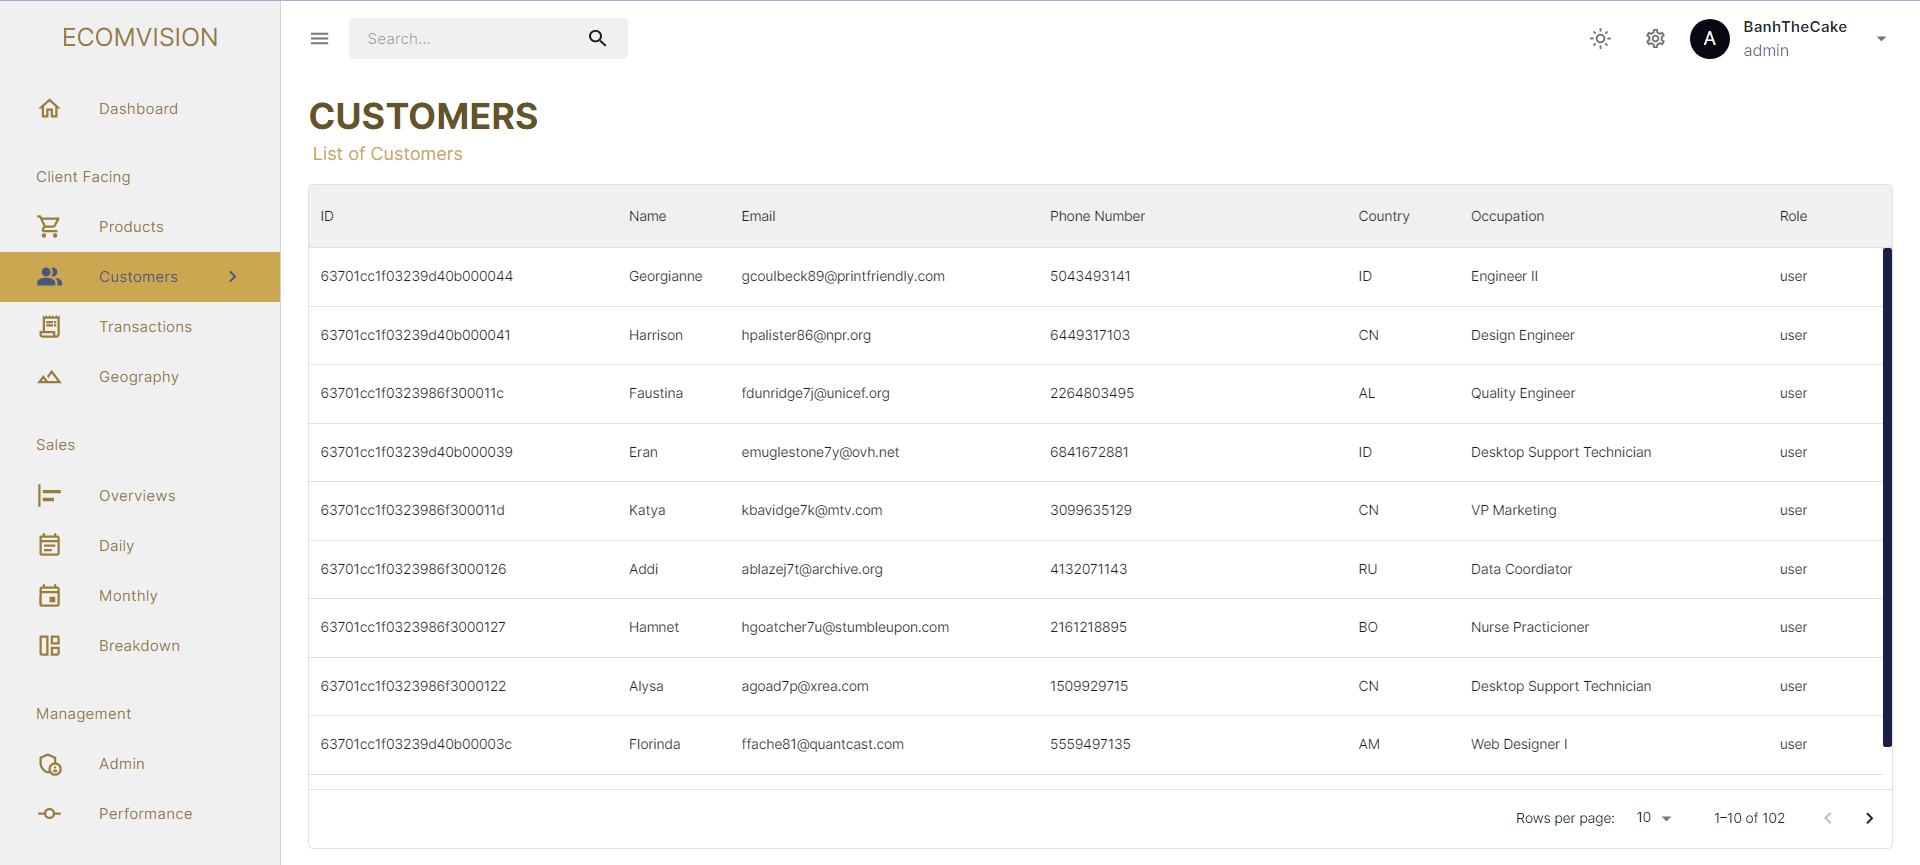 ECOMVISION
Dashboard
Client Facing
Products
Customers
Transactions
Geography
Sales
Overviews
Daily
Monthly
Breakdown
Management
Admin
Performance
Search...
A
BanhTheCake
admin
CUSTOMERS
List of Customers
ID Name Email Phone Number Country Occupation Role
63701cc1f03239d40b000044 Georgianne gcoulbeck89@printfriendly.com 5043493141 ID Engineer II user
63701cc1f03239d40b000041 Harrison hpalister86@npr.org 6449317103 CN Design Engineer user
63701cc1f0323986f300011c Faustina fdunridge7j@unicef.org 2264803495 AL Quality Engineer user
63701cc1f03239d40b000039 Eran emuglestone7y@ovh.net 6841672881 ID Desktop Support Technician user
63701cc1f0323986f300011d Katya kbavidge7k@mtv.com 3099635129 CN VP Marketing user
63701cc1f0323986f3000126 Addi ablazej7t@archive.org 4132071143 RU Data Coordiator user
63701cc1f0323986f3000127 Hamnet hgoatcher7u@stumbleupon.com 2161218895 BO Nurse Practicioner user
63701cc1f0323986f3000122 Alysa agoad7p@xrea.com 1509929715 CN Desktop Support Technician user
63701cc1f03239d40b00003c Florinda ffache81@quantcast.com 5559497135 AM Web Designer I user
Rows per page: 10 1–10 of 102